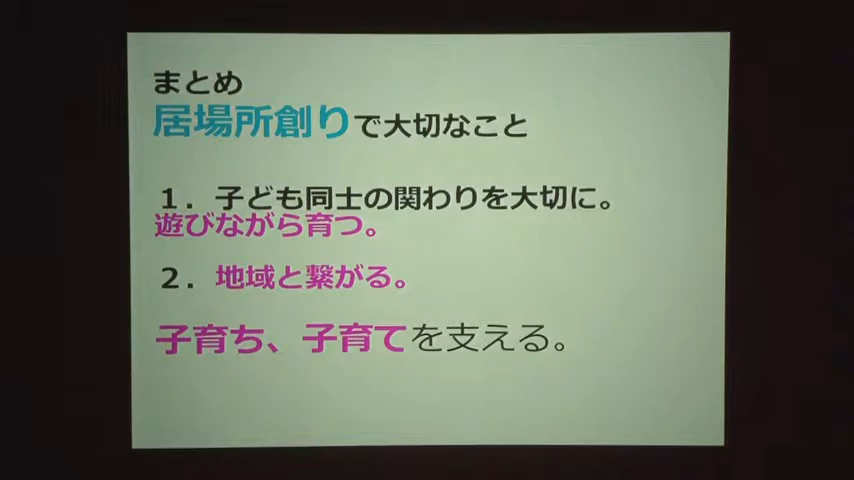 まとめ
居場所創りで大切なこと
１．子ども同士の関わりを大切に。
遊びながら育つ。
２．地域と繋がる。
子育ち、子育てを支える。